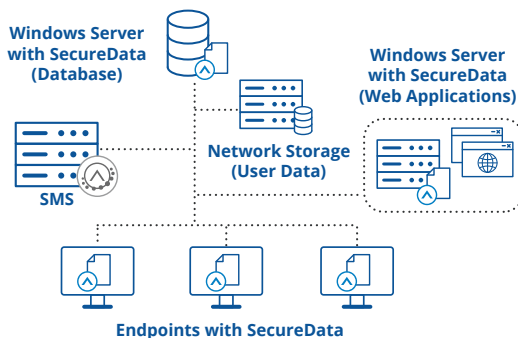 Windows Server
with SecureData
(Database)
Windows Server
with SecureData
(Web Applications)
Network Storage
(User Data)
SMS
Endpoints with SecureData